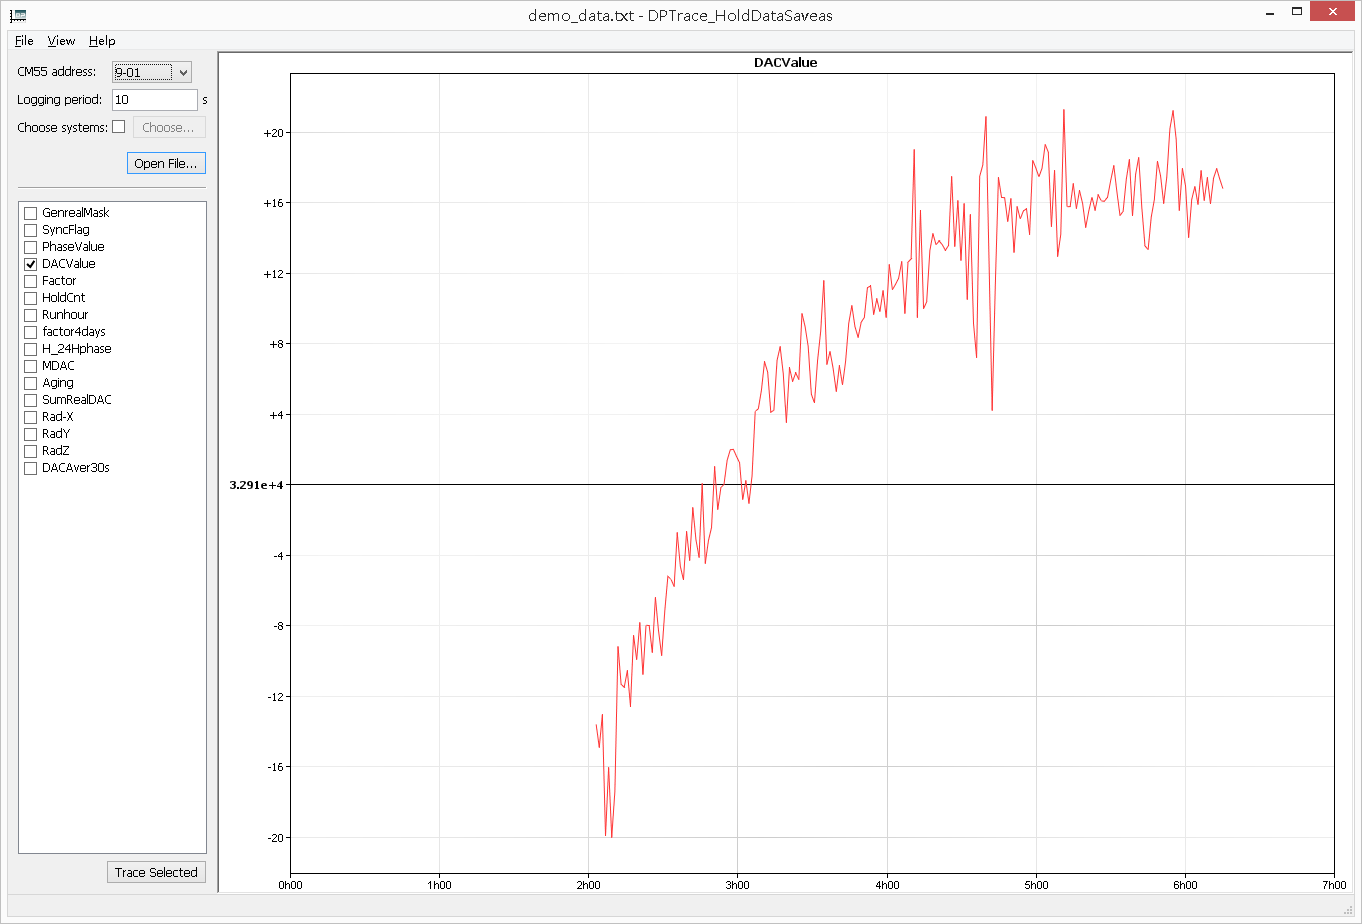 demo_data.txt - DPTrace_HoldDataSaveas
File View Help
CM55 address: 9-01
Logging period: 10 s
Choose systems: Choose...
Open File...
GenrealMask
SyncFlag
PhaseValue
DACValue
Factor
HoldCnt
Runhour
factor4days
H_24Hphase
MDAC
Aging
SumRealDAC
Rad-X
RadY
RadZ
DACAver30s
Trace Selected
DACValue
+20
+16
+12
+8
+4
3.291e+4
-4
-8
-12
-16
-20
0h00 1h00 2h00 3h00 4h00 5h00 6h00 7h00